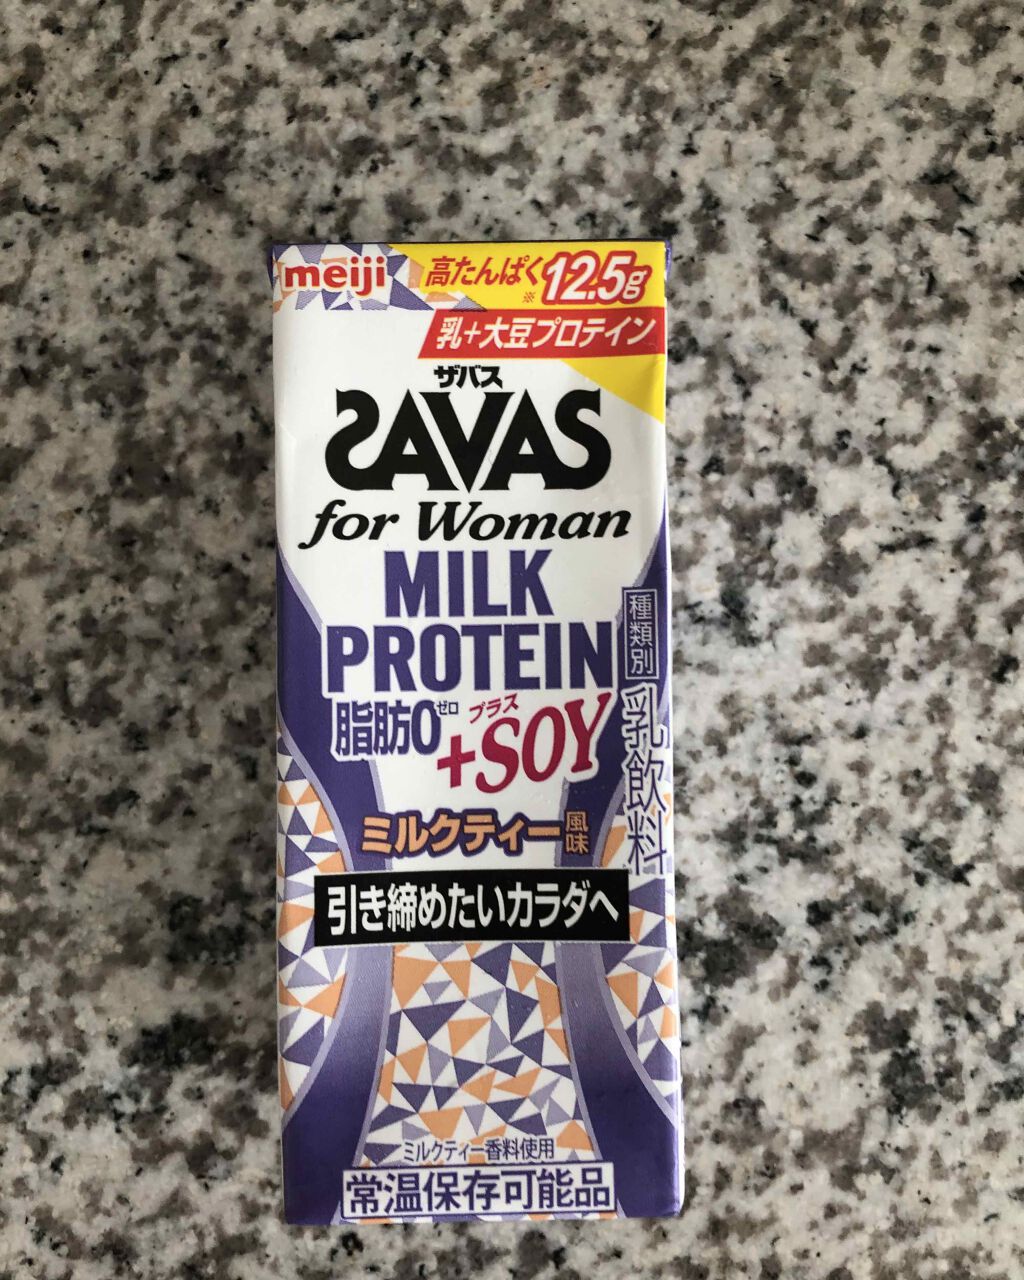 meiji
高たんぱく※12.5g
乳+大豆プロテイン
ザバス
SAVAS
for Woman
MILK
PROTEIN
脂肪0ゼロ
プラス
+SOY
種類別 乳飲料
ミルクティー風味
引き締めたいカラダへ
ミルクティー香料使用
常温保存可能品